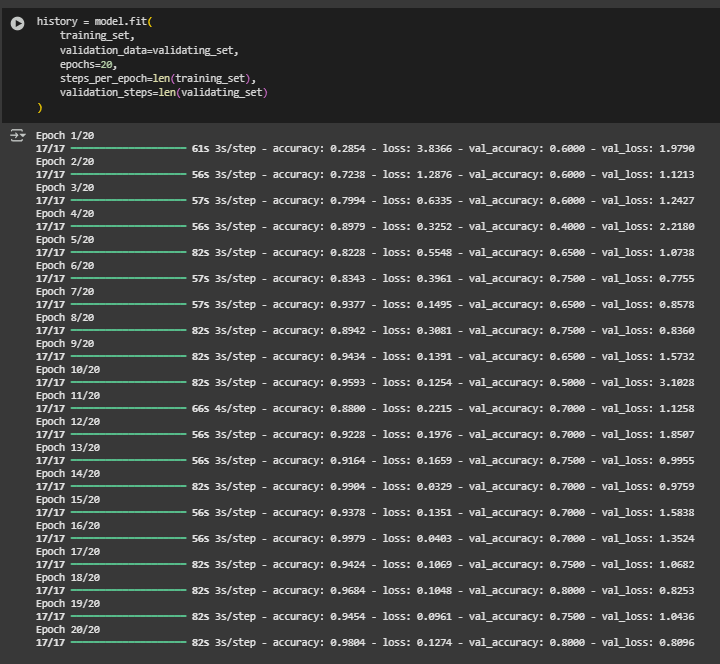 history = model.fit(
    training_set,
    validation_data=validating_set,
    epochs=20,
    steps_per_epoch=len(training_set),
    validation_steps=len(validating_set)
)
Epoch 1/20
17/17 61s 3s/step - accuracy: 0.2854 - loss: 3.8366 - val_accuracy: 0.6000 - val_loss: 1.9790
Epoch 2/20
17/17 56s 3s/step - accuracy: 0.7238 - loss: 1.2876 - val_accuracy: 0.6000 - val_loss: 1.1213
Epoch 3/20
17/17 57s 3s/step - accuracy: 0.7994 - loss: 0.6335 - val_accuracy: 0.6000 - val_loss: 1.2427
Epoch 4/20
17/17 56s 3s/step - accuracy: 0.8979 - loss: 0.3252 - val_accuracy: 0.4000 - val_loss: 2.2180
Epoch 5/20
17/17 82s 3s/step - accuracy: 0.8228 - loss: 0.5548 - val_accuracy: 0.6500 - val_loss: 1.0738
Epoch 6/20
17/17 57s 3s/step - accuracy: 0.8343 - loss: 0.3961 - val_accuracy: 0.7500 - val_loss: 0.7755
Epoch 7/20
17/17 57s 3s/step - accuracy: 0.9377 - loss: 0.1495 - val_accuracy: 0.6500 - val_loss: 0.8578
Epoch 8/20
17/17 82s 3s/step - accuracy: 0.8942 - loss: 0.3081 - val_accuracy: 0.7500 - val_loss: 0.8360
Epoch 9/20
17/17 82s 3s/step - accuracy: 0.9434 - loss: 0.1391 - val_accuracy: 0.6500 - val_loss: 1.5732
Epoch 10/20
17/17 82s 3s/step - accuracy: 0.9593 - loss: 0.1254 - val_accuracy: 0.5000 - val_loss: 3.1028
Epoch 11/20
17/17 66s 4s/step - accuracy: 0.8800 - loss: 0.2215 - val_accuracy: 0.7000 - val_loss: 1.1258
Epoch 12/20
17/17 56s 3s/step - accuracy: 0.9228 - loss: 0.1976 - val_accuracy: 0.7000 - val_loss: 1.8507
Epoch 13/20
17/17 56s 3s/step - accuracy: 0.9164 - loss: 0.1659 - val_accuracy: 0.7500 - val_loss: 0.9955
Epoch 14/20
17/17 82s 3s/step - accuracy: 0.9904 - loss: 0.0329 - val_accuracy: 0.7000 - val_loss: 0.9759
Epoch 15/20
17/17 56s 3s/step - accuracy: 0.9378 - loss: 0.1351 - val_accuracy: 0.7000 - val_loss: 1.5838
Epoch 16/20
17/17 56s 3s/step - accuracy: 0.9979 - loss: 0.0403 - val_accuracy: 0.7000 - val_loss: 1.3524
Epoch 17/20
17/17 82s 3s/step - accuracy: 0.9424 - loss: 0.1069 - val_accuracy: 0.7500 - val_loss: 1.0682
Epoch 18/20
17/17 82s 3s/step - accuracy: 0.9684 - loss: 0.1048 - val_accuracy: 0.8000 - val_loss: 0.8253
Epoch 19/20
17/17 82s 3s/step - accuracy: 0.9454 - loss: 0.0961 - val_accuracy: 0.7500 - val_loss: 1.0436
Epoch 20/20
17/17 82s 3s/step - accuracy: 0.9804 - loss: 0.1274 - val_accuracy: 0.8000 - val_loss: 0.8096